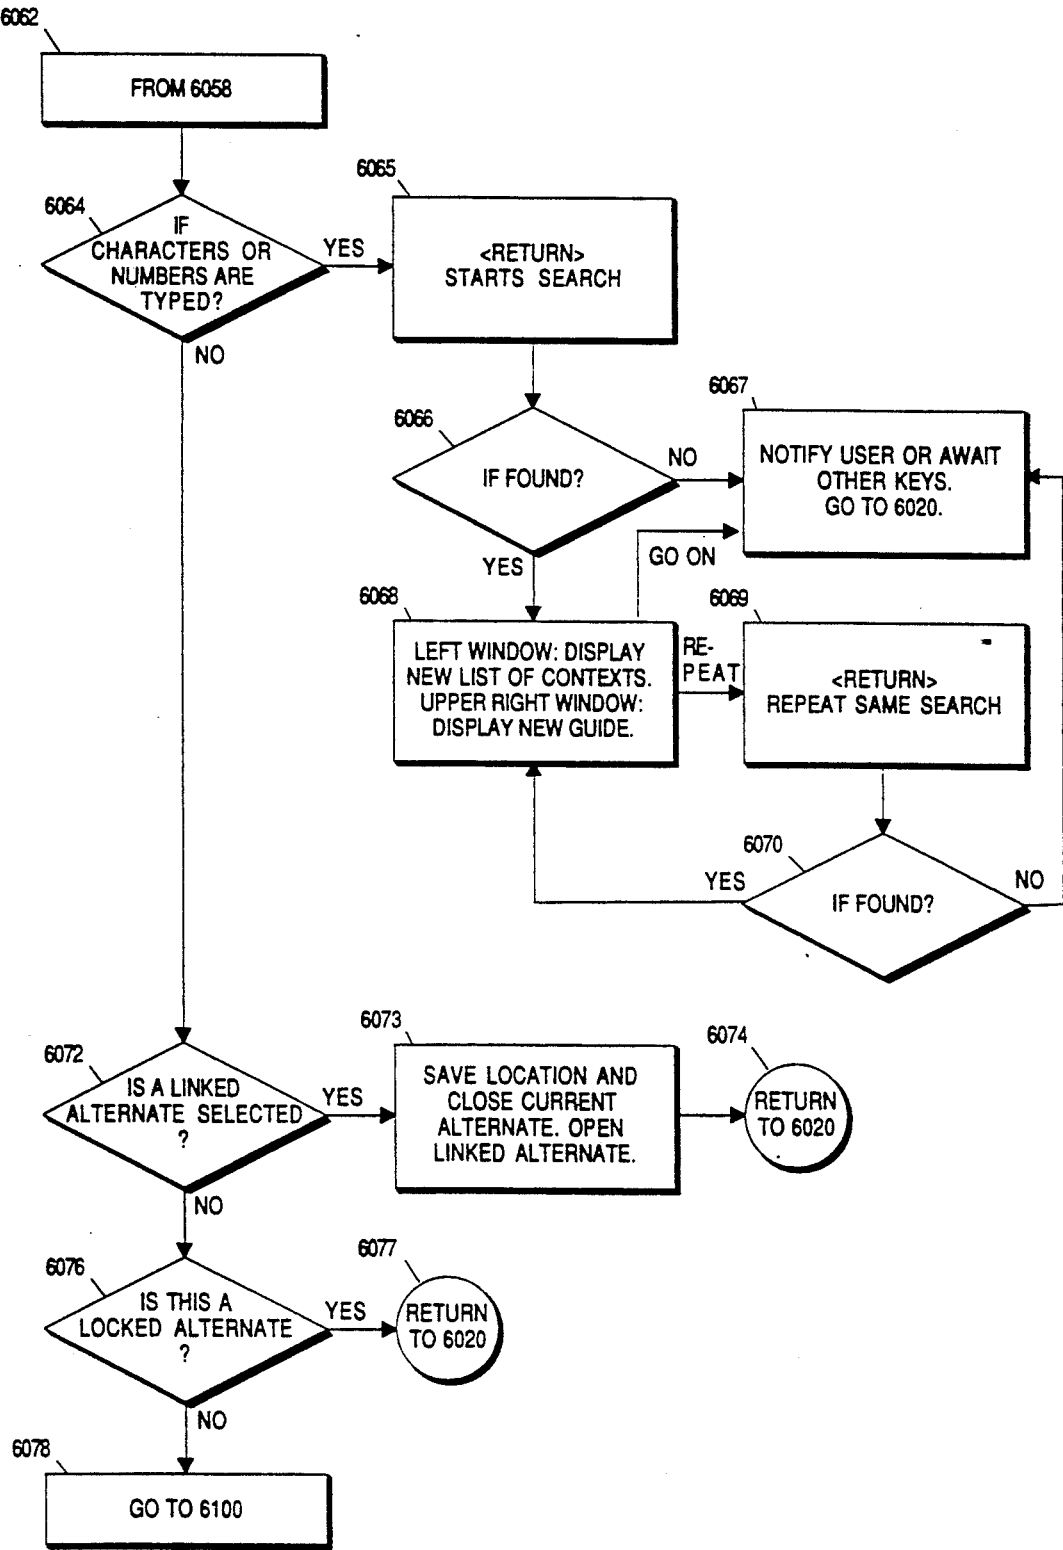 6062
FROM 6058
6064
IF
CHARACTERS OR
NUMBERS ARE
TYPED?
YES
NO
6065
<RETURN>
STARTS SEARCH
6066
IF FOUND?
NO
YES
6067
NOTIFY USER OR AWAIT
OTHER KEYS.
GO TO 6020.
GO ON
6068
LEFT WINDOW: DISPLAY
NEW LIST OF CONTEXTS.
UPPER RIGHT WINDOW:
DISPLAY NEW GUIDE.
RE-
PEAT
6069
<RETURN>
REPEAT SAME SEARCH
6070
IF FOUND?
YES
NO
6072
IS A LINKED
ALTERNATE SELECTED
?
YES
NO
6073
SAVE LOCATION AND
CLOSE CURRENT
ALTERNATE. OPEN
LINKED ALTERNATE.
6074
RETURN
TO 6020
6076
IS THIS A
LOCKED ALTERNATE
?
YES
NO
6077
RETURN
TO 6020
6078
GO TO 6100